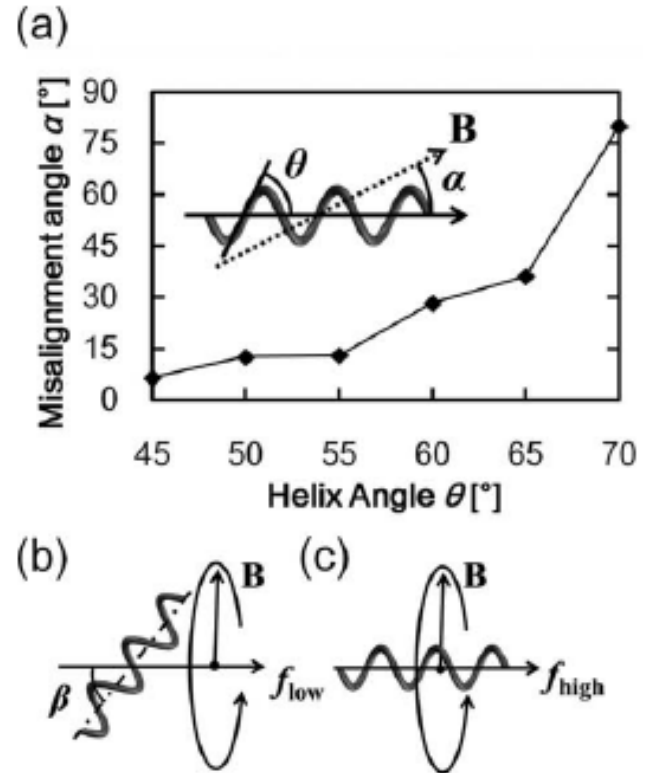 (a)
Misalignment angle α [°]
90
75
60
45
30
15
0
θ
B
α
45 50 55 60 65 70
Helix Angle θ [°]
(b) (c)
B B
β
f_low f_high